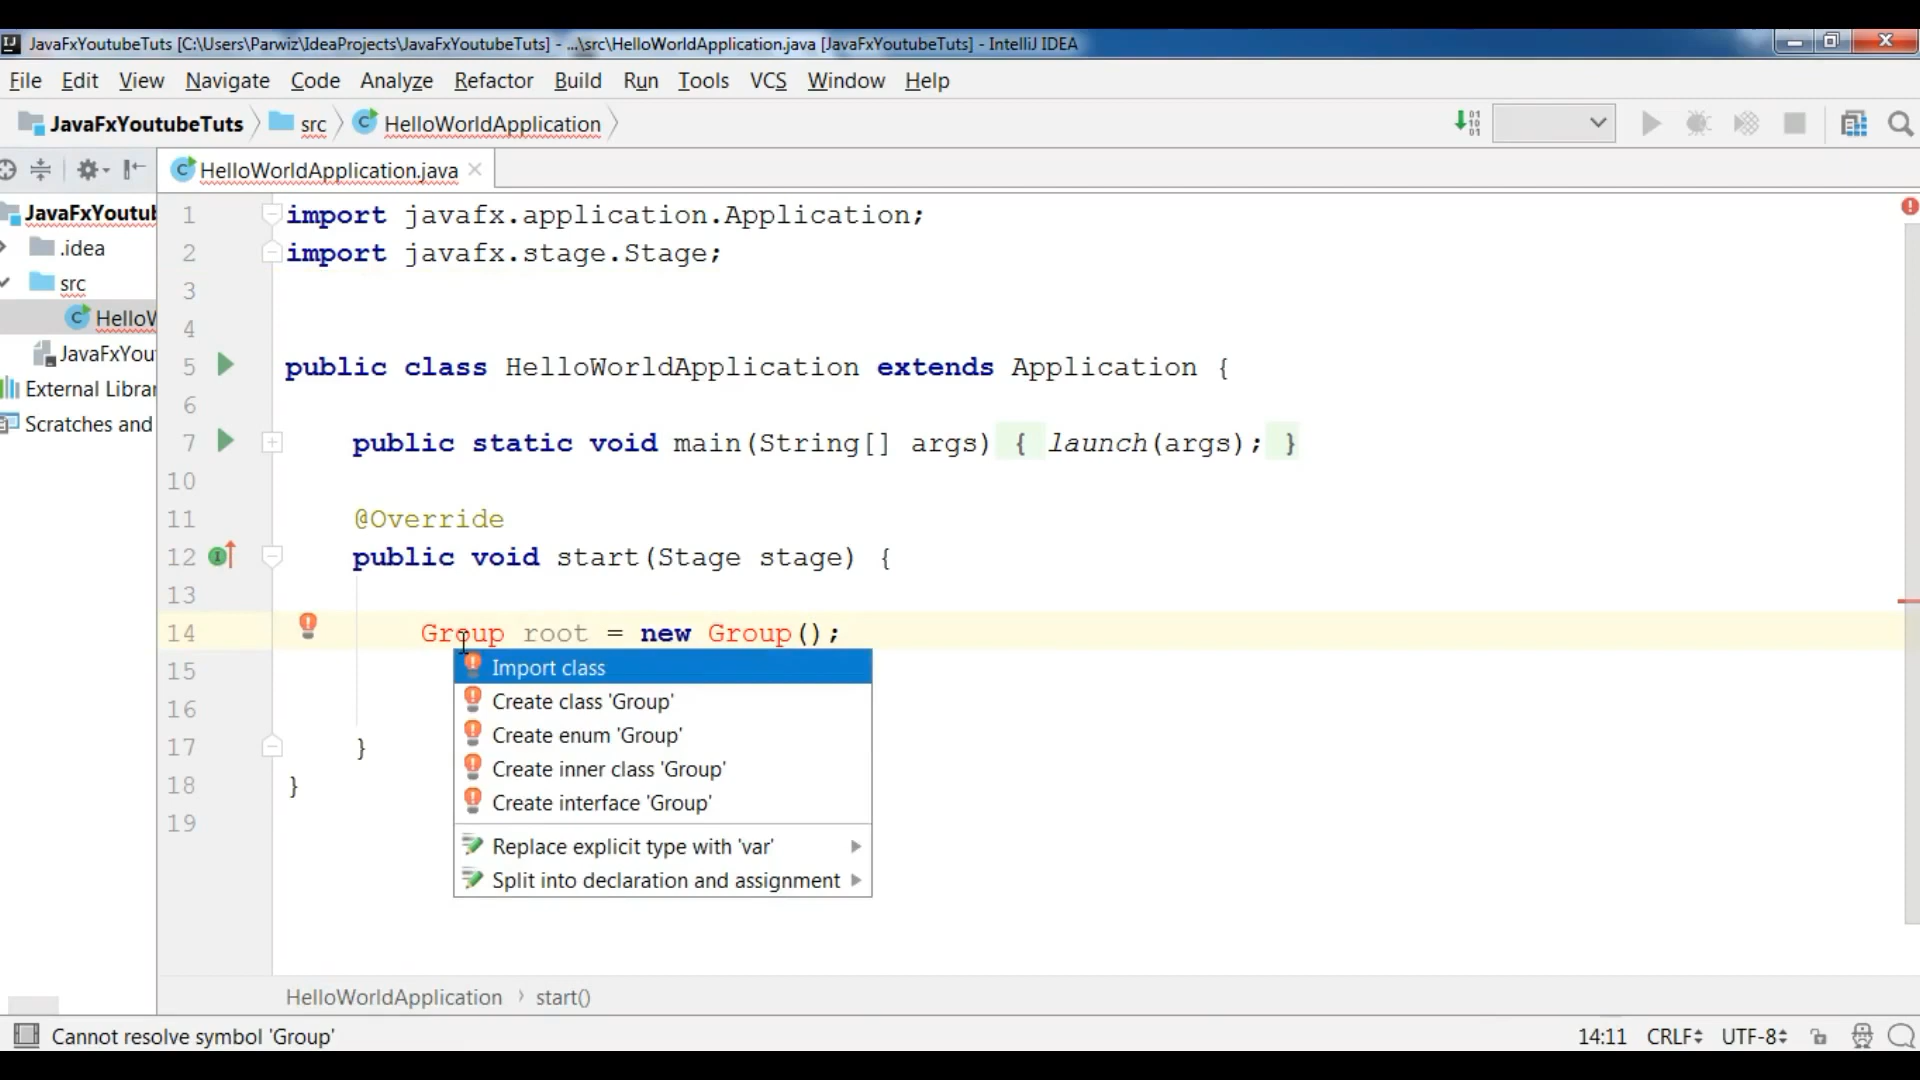 JavaFxYoutubeTuts [C:\Users\Parwiz\IdeaProjects\JavaFxYoutubeTuts] - ...\src\HelloWorldApplication.java [JavaFxYoutubeTuts] - IntelliJ IDEA
File Edit View Navigate Code Analyze Refactor Build Run Tools VCS Window Help
JavaFxYoutubeTuts src HelloWorldApplication
HelloWorldApplication.java
JavaFxYoutub
.idea
src
HelloW
JavaFxYou
External Librar
Scratches and
1 import javafx.application.Application;
2 import javafx.stage.Stage;
3
4
5 public class HelloWorldApplication extends Application {
6
7 public static void main(String[] args) { launch(args); }
10
11 @Override
12 public void start(Stage stage) {
13
14 Group root = new Group();
15
16
17 }
18 }
19
Import class
Create class 'Group'
Create enum 'Group'
Create inner class 'Group'
Create interface 'Group'
Replace explicit type with 'var'
Split into declaration and assignment
HelloWorldApplication › start()
Cannot resolve symbol 'Group' 14:11 CRLF UTF-8